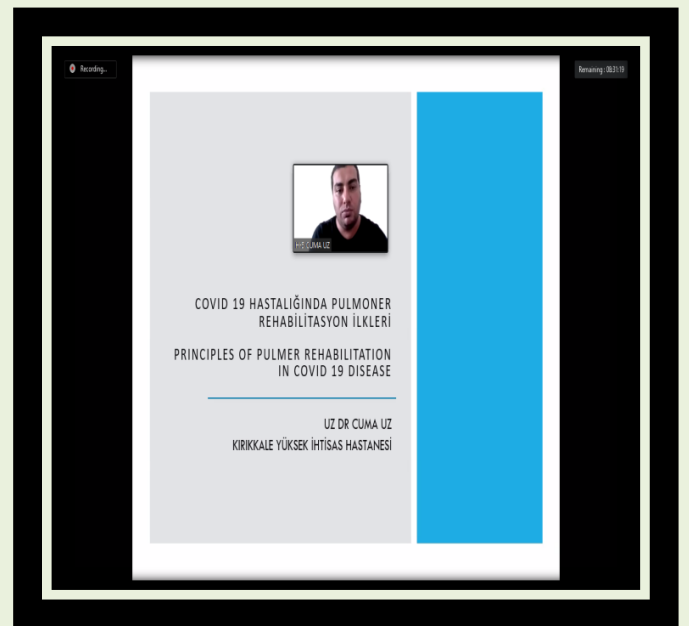 Recording...
Remaining : 08:31:19
H-E CUMA UZ
COVID 19 HASTALIĞINDA PULMONER
REHABİLİTASYON İLKLERİ
PRINCIPLES OF PULMER REHABILITATION
IN COVID 19 DISEASE
UZ DR CUMA UZ
KIRIKKALE YÜKSEK İHTİSAS HASTANESİ